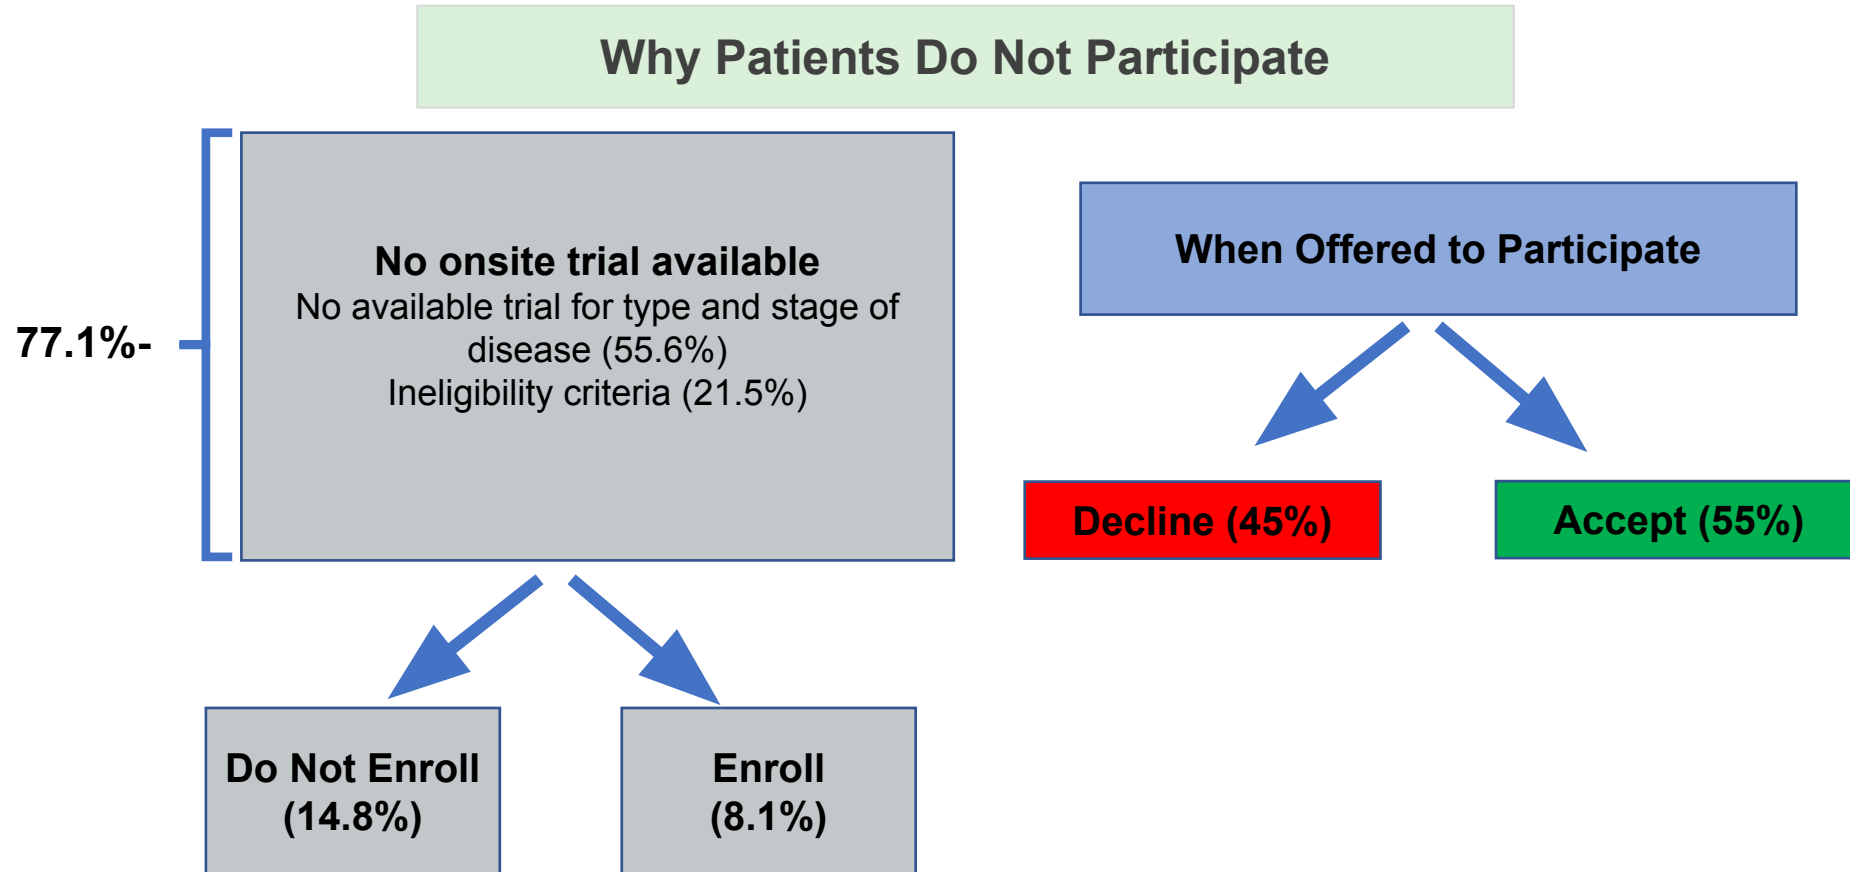 Why Patients Do Not Participate
77.1%-
No onsite trial available
No available trial for type and stage of
disease (55.6%)
Ineligibility criteria (21.5%)
Do Not Enroll
(14.8%)
Enroll
(8.1%)
When Offered to Participate
Decline (45%)
Accept (55%)